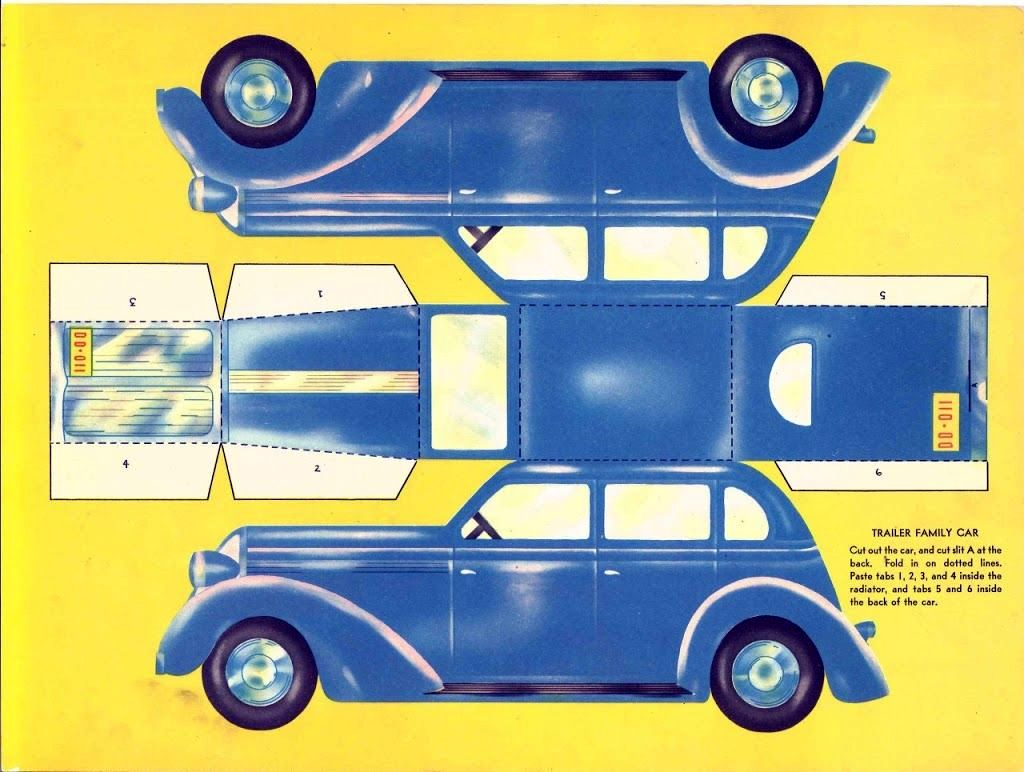 3
1
5
110·00
A
110·00
4
2
6
TRAILER FAMILY CAR
Cut out the car, and cut slit A at the
back. Fold in on dotted lines.
Paste tabs 1, 2, 3, and 4 inside the
radiator, and tabs 5 and 6 inside
the back of the car.